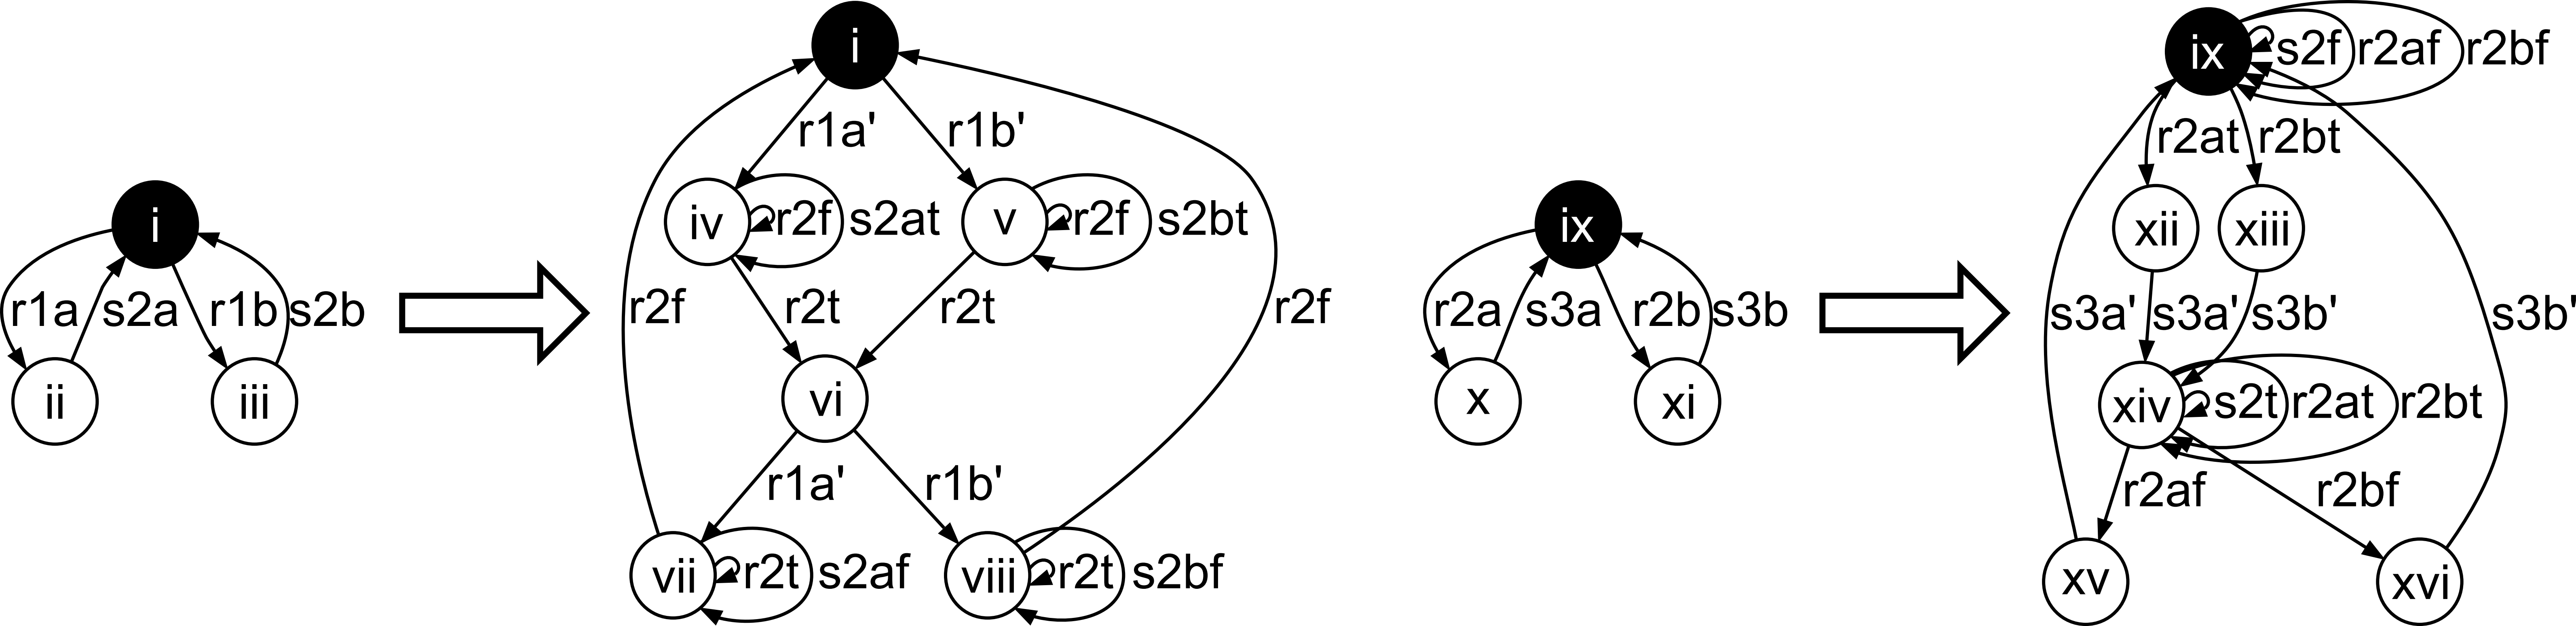 i
r1a s2a r1b s2b
ii iii
i
r1a' r1b'
iv r2f s2at v r2f s2bt
r2f r2t r2t r2f
vi
r1a' r1b'
vii r2t s2af viii r2t s2bf
ix
r2a s3a r2b s3b
x xi
ix s2f r2af r2bf
r2at r2bt
xii xiii
s3a' s3a' s3b' s3b'
xiv s2t r2at r2bt
r2af r2bf
xv xvi